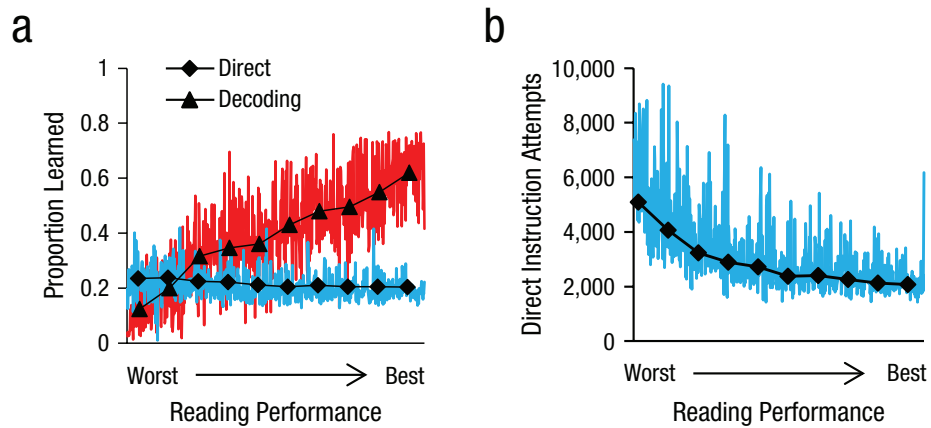 a
Proportion Learned
1
0.8
0.6
0.4
0.2
0
Direct
Decoding
Worst
Best
Reading Performance
b
Direct Instruction Attempts
10,000
8,000
6,000
4,000
2,000
0
Worst
Best
Reading Performance